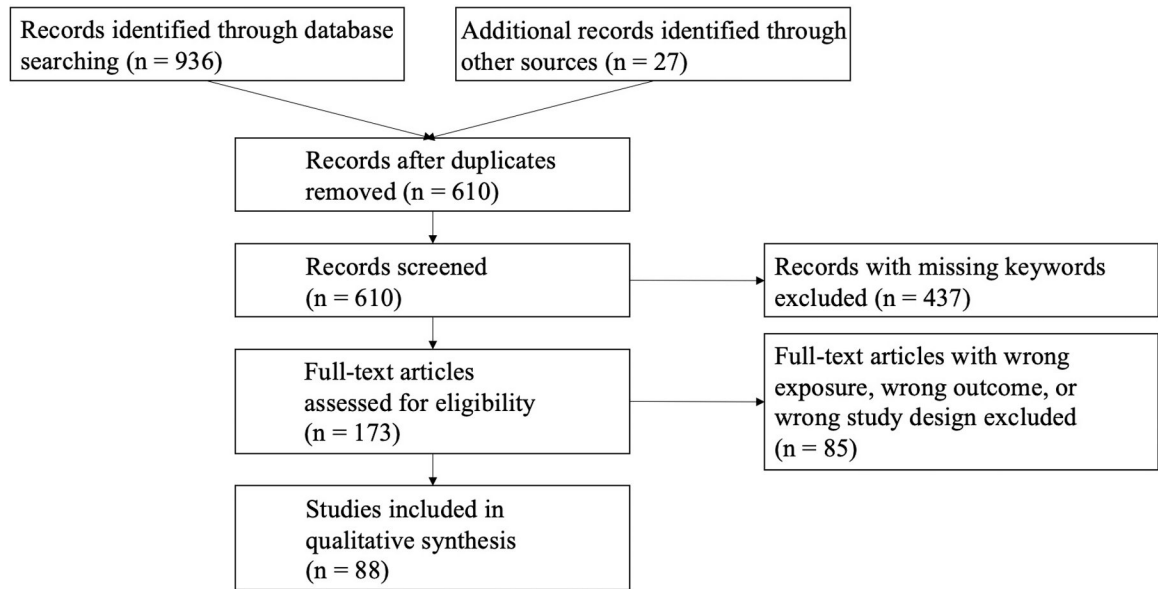 Records identified through database
searching (n = 936)
Additional records identified through
other sources (n = 27)
Records after duplicates
removed (n = 610)
Records screened
(n = 610)
Records with missing keywords
excluded (n = 437)
Full-text articles
assessed for eligibility
(n = 173)
Full-text articles with wrong
exposure, wrong outcome, or
wrong study design excluded
(n = 85)
Studies included in
qualitative synthesis
(n = 88)